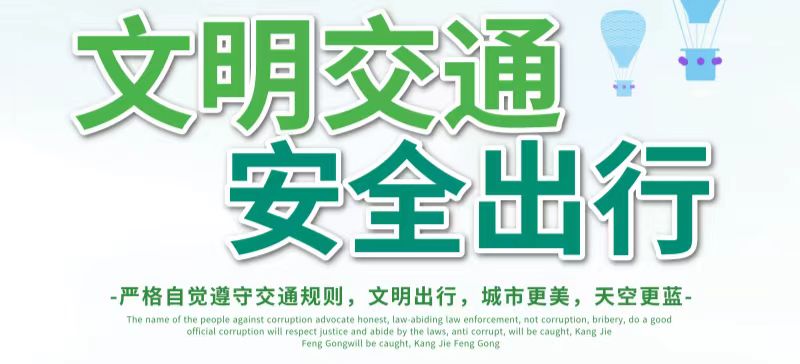 文明交通
安全出行
-严格自觉遵守交通规则，文明出行，城市更美，天空更蓝-
The name of the people against corruption advocate honest, law-abiding law enforcement, not corruption, bribery, do a good
official corruption will respect justice and abide by the laws, anti corrupt, will be caught, Kang Jie
Feng Gongwill be caught, Kang Jie Feng Gong